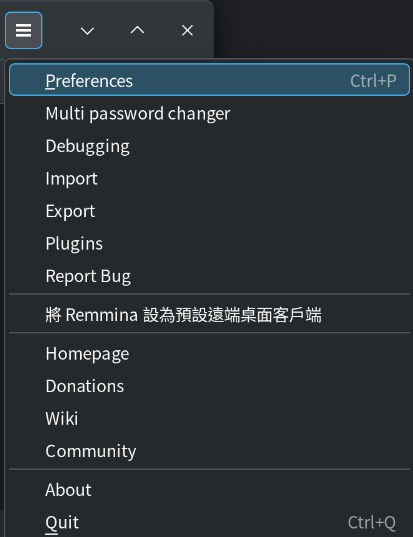 Preferences Ctrl+P
Multi password changer
Debugging
Import
Export
Plugins
Report Bug
將 Remmina 設為預設遠端桌面客戶端
Homepage
Donations
Wiki
Community
About
Quit Ctrl+Q